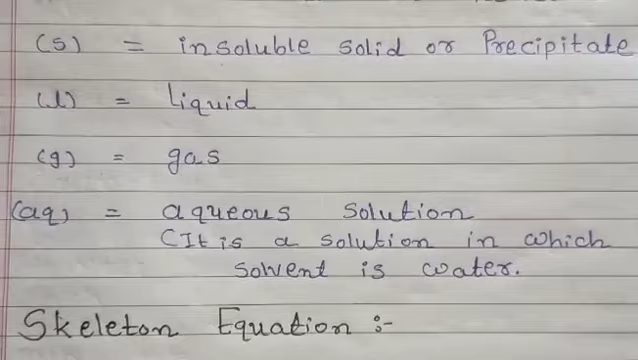 (s) = insoluble solid or Precipitate
(l) = liquid
(g) = gas
(aq) = aqueous solution
(It is a solution in which
solvent is water.
Skeleton Equation :-